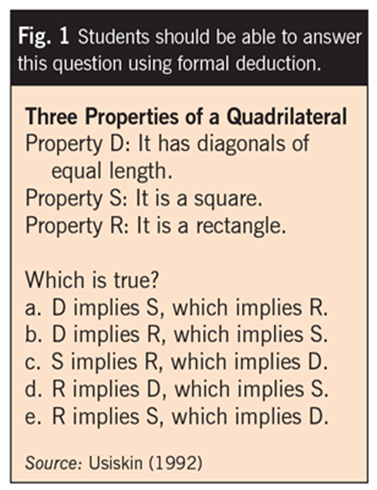 Fig. 1 Students should be able to answer
this question using formal deduction.
Three Properties of a Quadrilateral
Property D: It has diagonals of
equal length.
Property S: It is a square.
Property R: It is a rectangle.
Which is true?
a. D implies S, which implies R.
b. D implies R, which implies S.
c. S implies R, which implies D.
d. R implies D, which implies S.
e. R implies S, which implies D.
Source: Usiskin (1992)